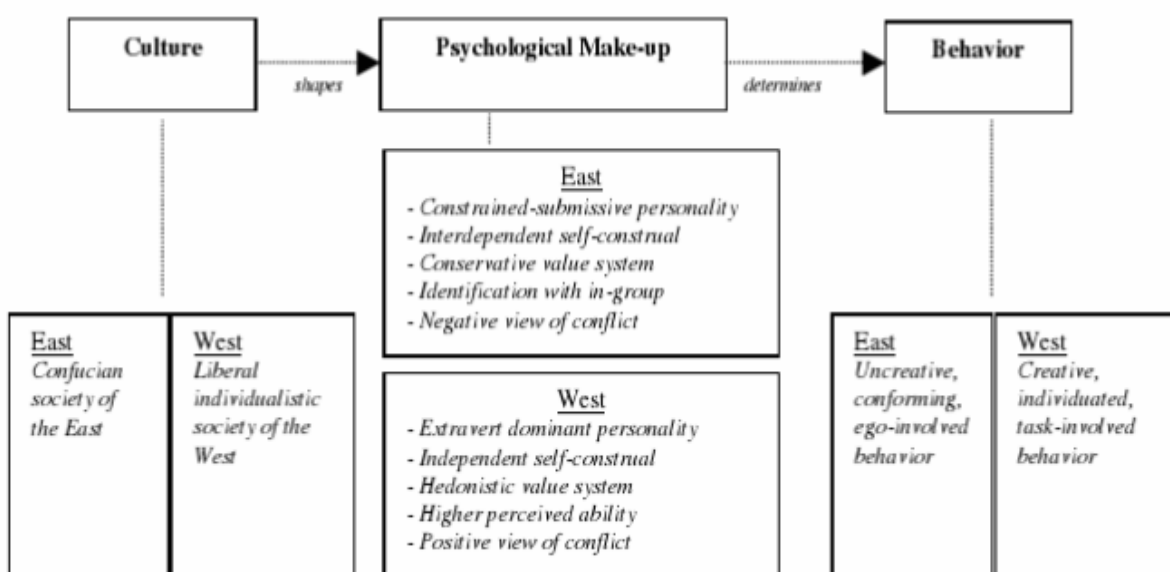 Culture
shapes
Psychological Make-up
determines
Behavior
East
- Constrained-submissive personality
- Interdependent self-construal
- Conservative value system
- Identification with in-group
- Negative view of conflict
West
- Extravert dominant personality
- Independent self-construal
- Hedonistic value system
- Higher perceived ability
- Positive view of conflict
East
Confucian
society of
the East
West
Liberal
individualistic
society of the
West
East
Uncreative,
conforming,
ego-involved
behavior
West
Creative,
individuated,
task-involved
behavior